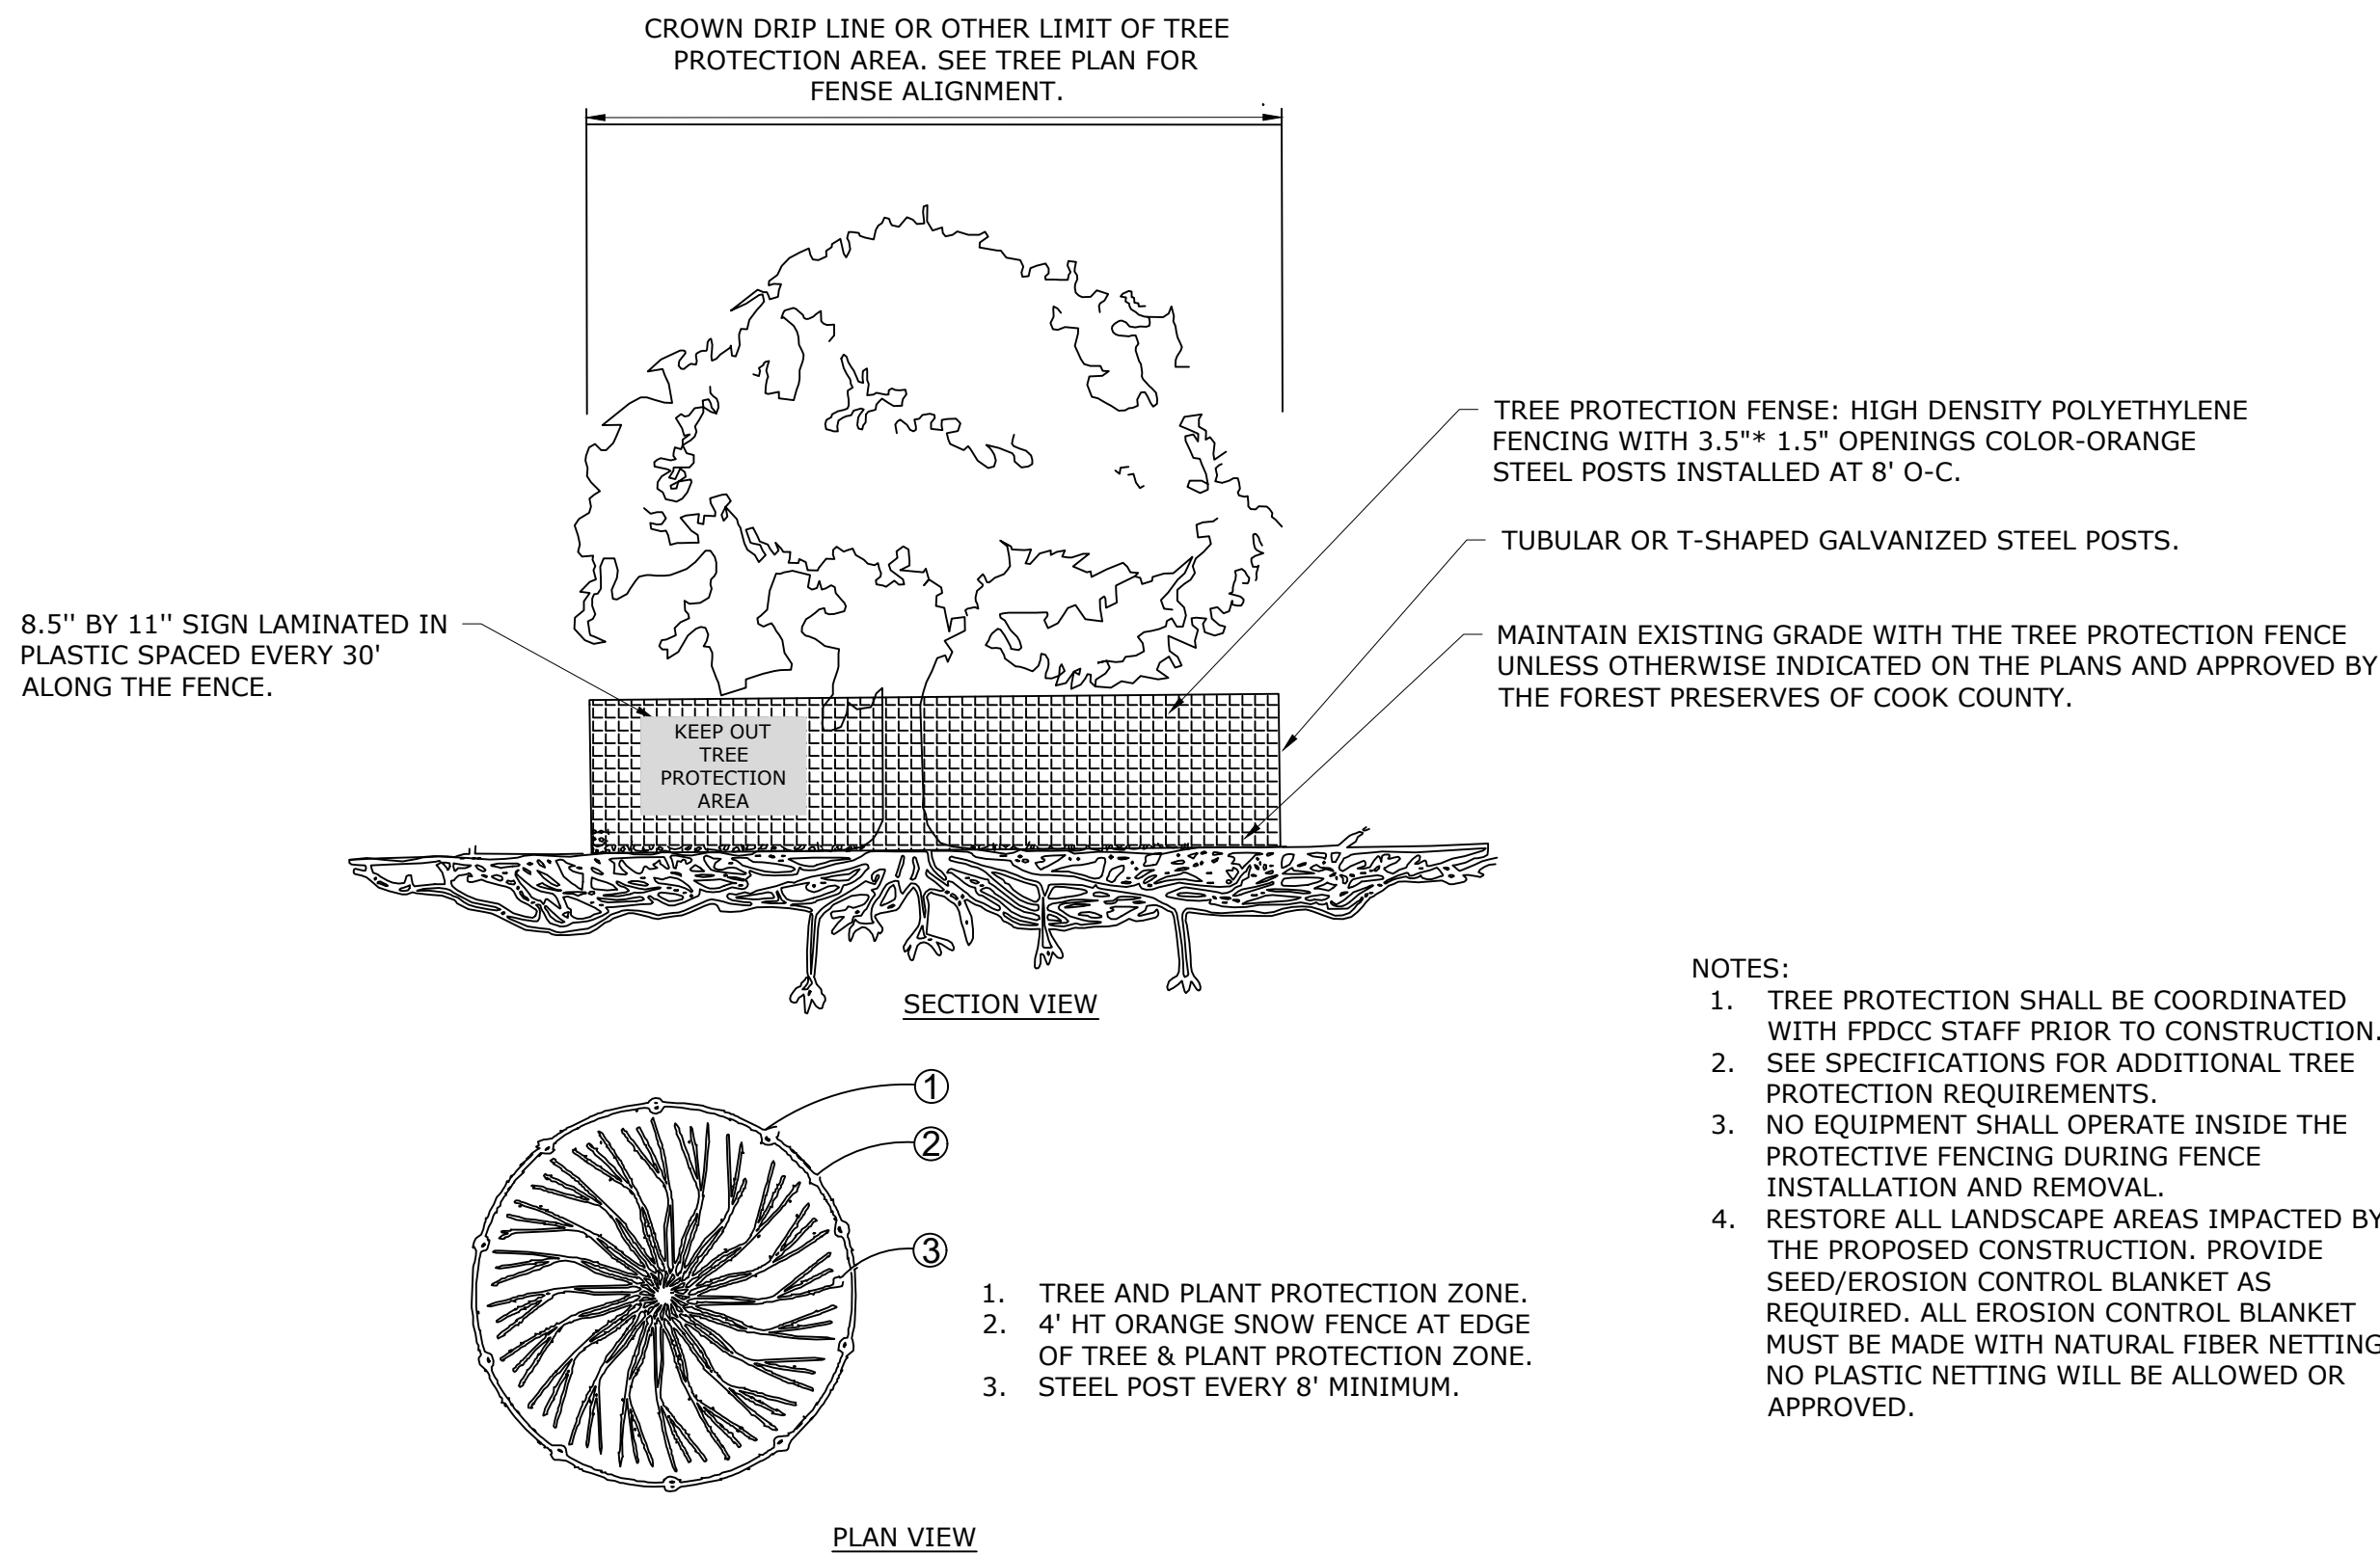 CROWN DRIP LINE OR OTHER LIMIT OF TREE
PROTECTION AREA. SEE TREE PLAN FOR
FENSE ALIGNMENT.
TREE PROTECTION FENSE: HIGH DENSITY POLYETHYLENE
FENCING WITH 3.5"* 1.5" OPENINGS COLOR-ORANGE
STEEL POSTS INSTALLED AT 8' O-C.
TUBULAR OR T-SHAPED GALVANIZED STEEL POSTS.
8.5'' BY 11'' SIGN LAMINATED IN
PLASTIC SPACED EVERY 30'
ALONG THE FENCE.
MAINTAIN EXISTING GRADE WITH THE TREE PROTECTION FENCE
UNLESS OTHERWISE INDICATED ON THE PLANS AND APPROVED BY
THE FOREST PRESERVES OF COOK COUNTY.
KEEP OUT
TREE
PROTECTION
AREA
SECTION VIEW
NOTES:
1. TREE PROTECTION SHALL BE COORDINATED
WITH FPDCC STAFF PRIOR TO CONSTRUCTION.
2. SEE SPECIFICATIONS FOR ADDITIONAL TREE
PROTECTION REQUIREMENTS.
3. NO EQUIPMENT SHALL OPERATE INSIDE THE
PROTECTIVE FENCING DURING FENCE
INSTALLATION AND REMOVAL.
4. RESTORE ALL LANDSCAPE AREAS IMPACTED BY
THE PROPOSED CONSTRUCTION. PROVIDE
SEED/EROSION CONTROL BLANKET AS
REQUIRED. ALL EROSION CONTROL BLANKET
MUST BE MADE WITH NATURAL FIBER NETTING
NO PLASTIC NETTING WILL BE ALLOWED OR
APPROVED.
1
2
3
1. TREE AND PLANT PROTECTION ZONE.
2. 4' HT ORANGE SNOW FENCE AT EDGE
OF TREE & PLANT PROTECTION ZONE.
3. STEEL POST EVERY 8' MINIMUM.
PLAN VIEW